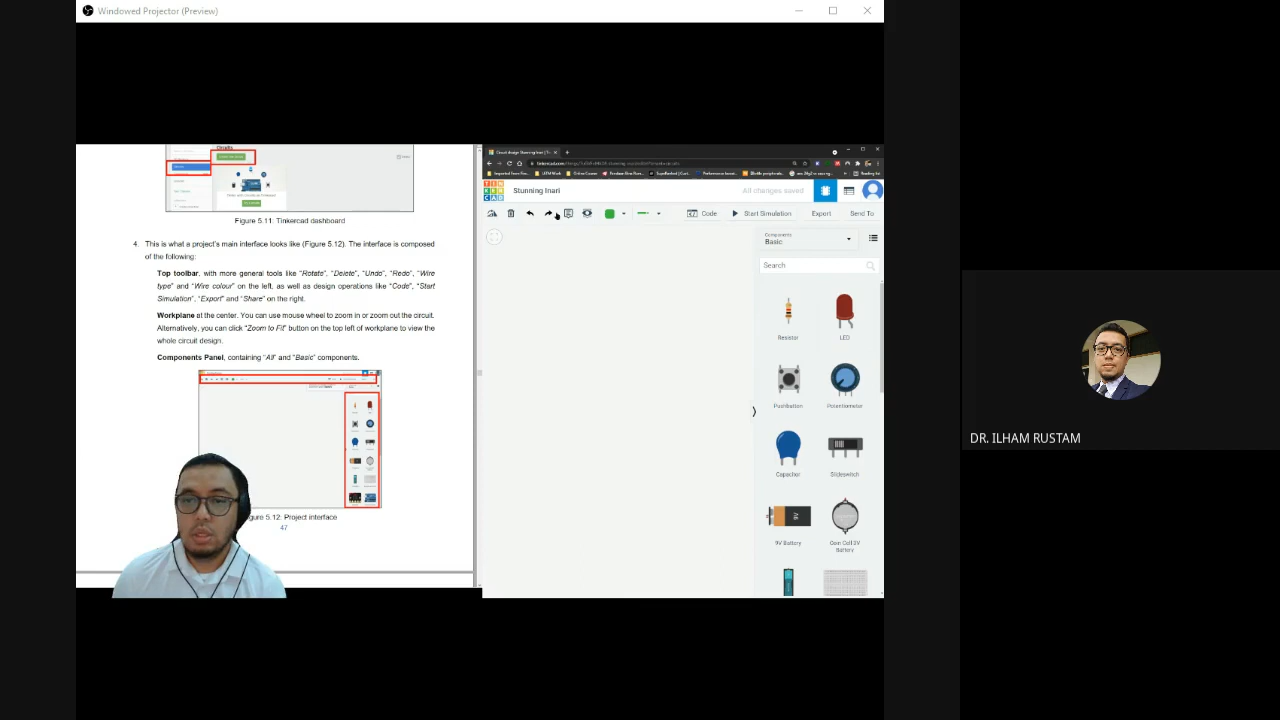 Windowed Projector (Preview)
Figure 5.11: Tinkercad dashboard
4. This is what a project's main interface looks like (Figure 5.12). The interface is composed
of the following:
Top toolbar, with more general tools like "Rotate", "Delete", "Undo", "Redo", "Wire
type" and "Wire colour" on the left, as well as design operations like "Code", "Start
Simulation", "Export" and "Share" on the right.
Workplane at the center. You can use mouse wheel to zoom in or zoom out the circuit.
Alternatively, you can click "Zoom to Fit" button on the top left of workplane to view the
whole circuit design.
Components Panel, containing "All" and "Basic" components.
5.12: Project interface
47
TIN
KER
CAD
Stunning Inari
All changes saved
Code
Start Simulation
Export
Send To
Components
Basic
Search
Resistor
LED
Pushbutton
Potentiometer
Capacitor
Slideswitch
9V
9V Battery
Coin Cell 3V
Battery
DR. ILHAM RUSTAM